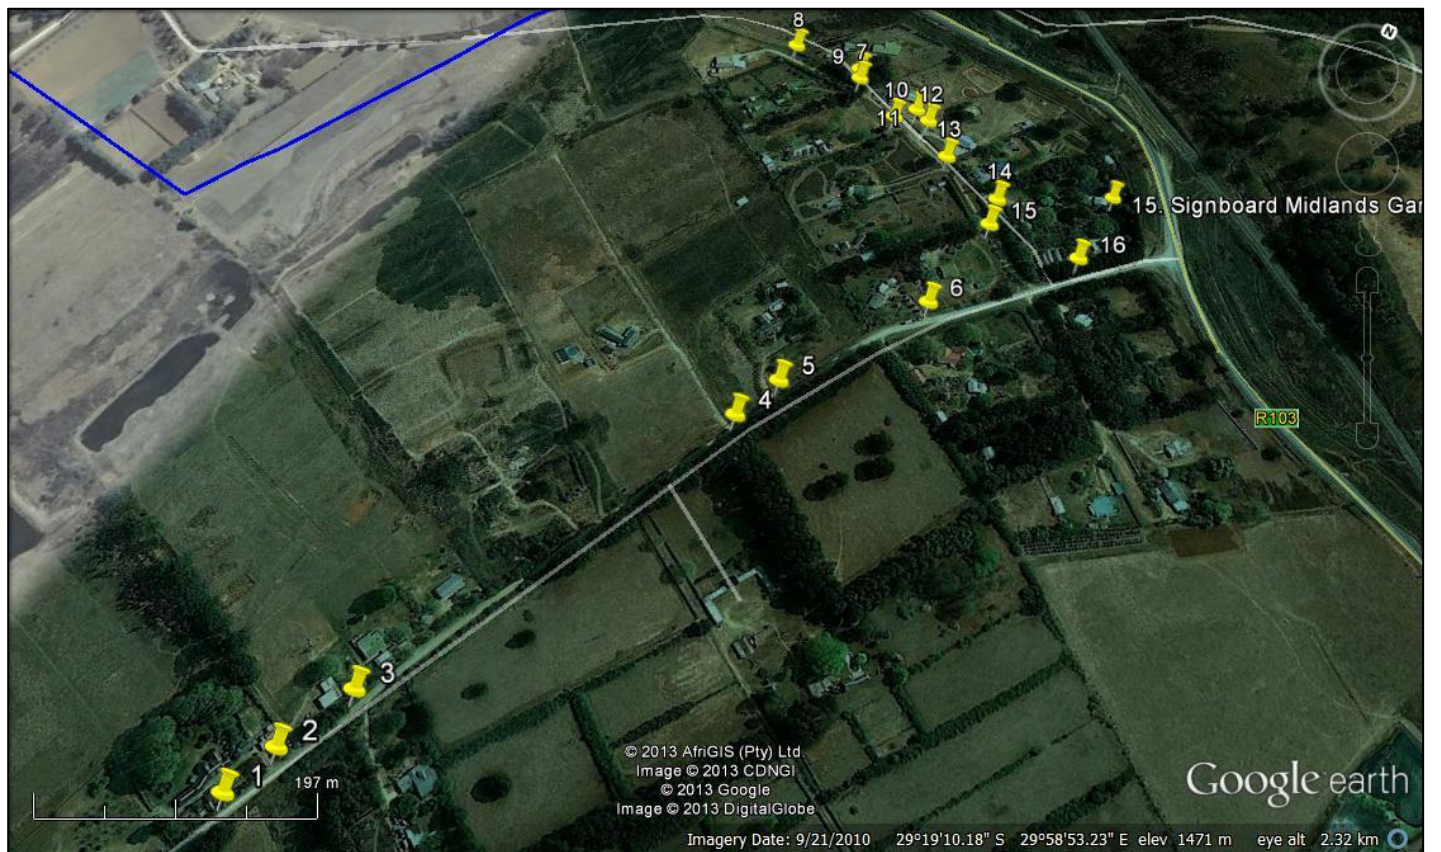 N
8
9 7
10 12
11
13
14
15
15. Signboard Midlands Gar
16
6
5
4
R103
3
2
1
197 m
© 2013 AfriGIS (Pty) Ltd.
Image © 2013 CDNGI
© 2013 Google
Image © 2013 DigitalGlobe
Google earth
Imagery Date: 9/21/2010 29°19'10.18" S 29°58'53.23" E elev 1471 m eye alt 2.32 km